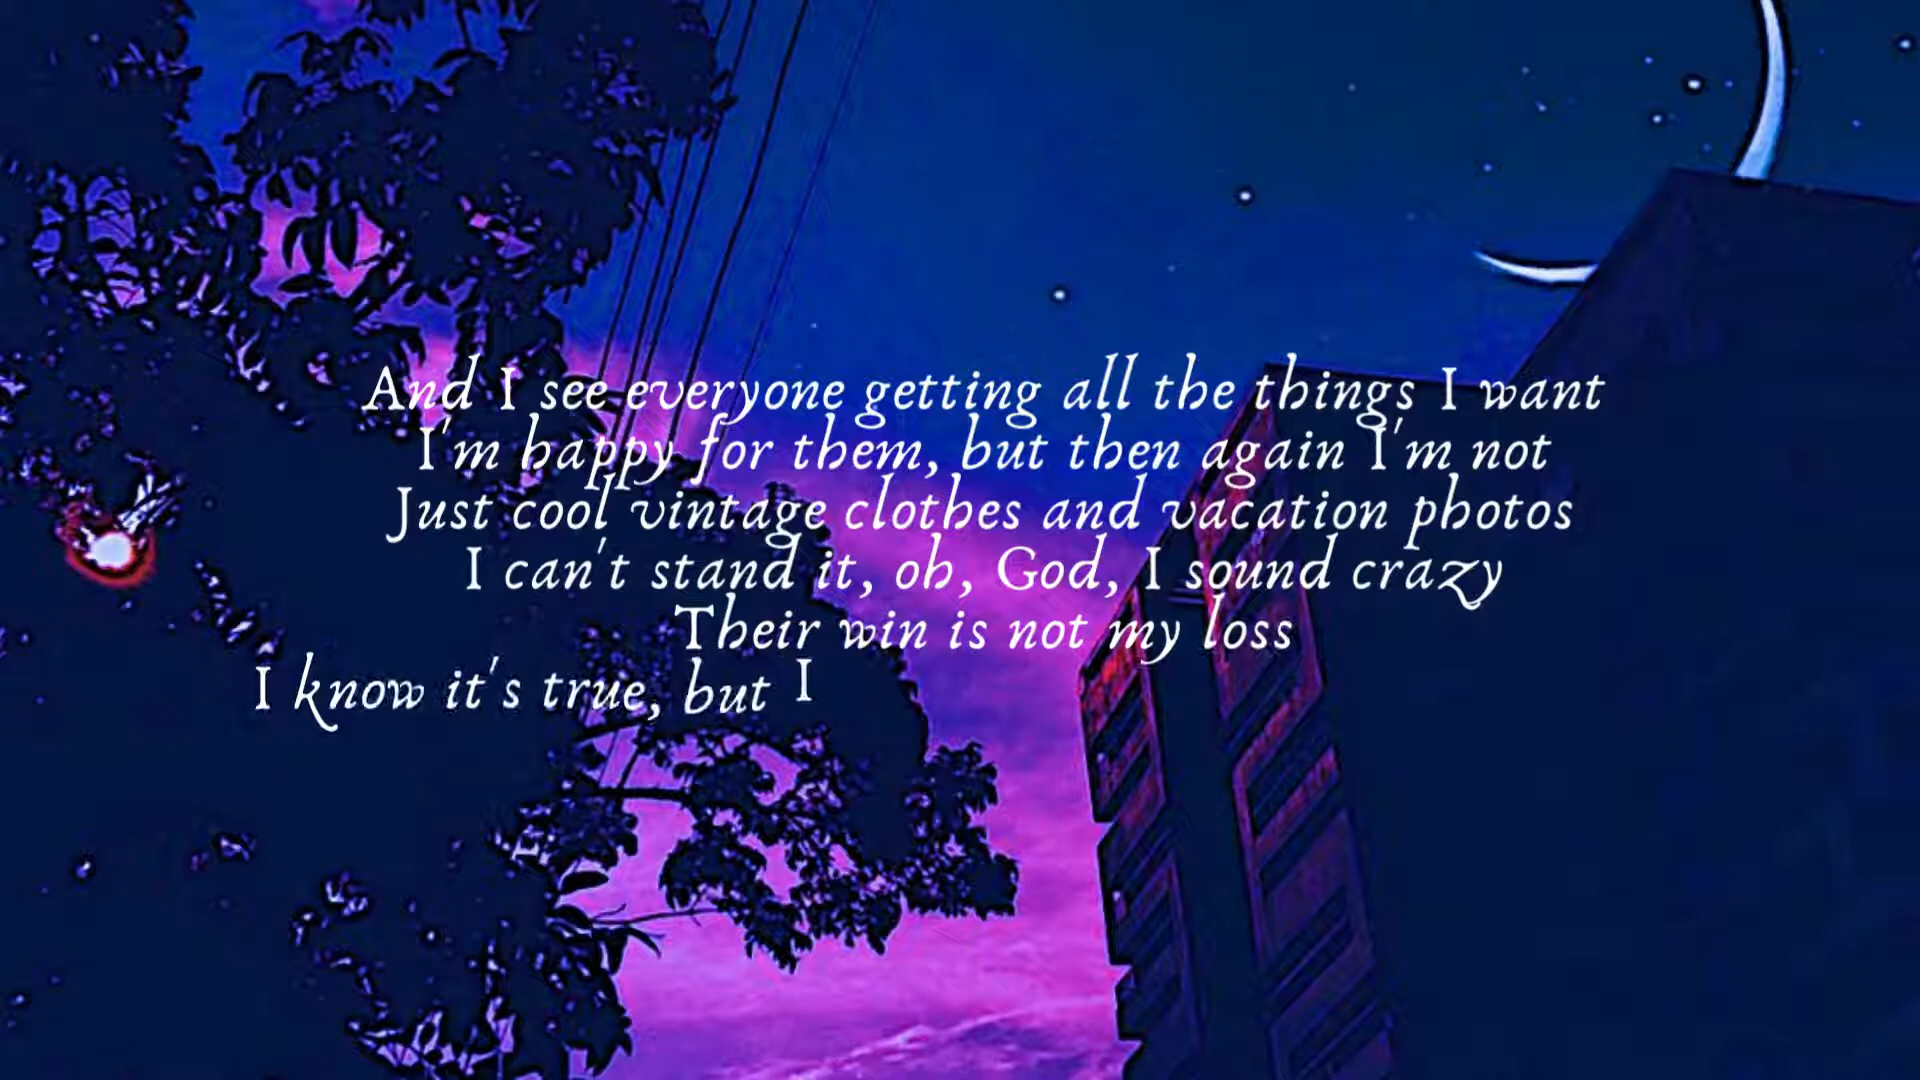 And I see everyone getting all the things I want
I'm happy for them, but then again I'm not
Just cool vintage clothes and vacation photos
I can't stand it, oh, God, I sound crazy
Their win is not my loss
I know it's true, but I